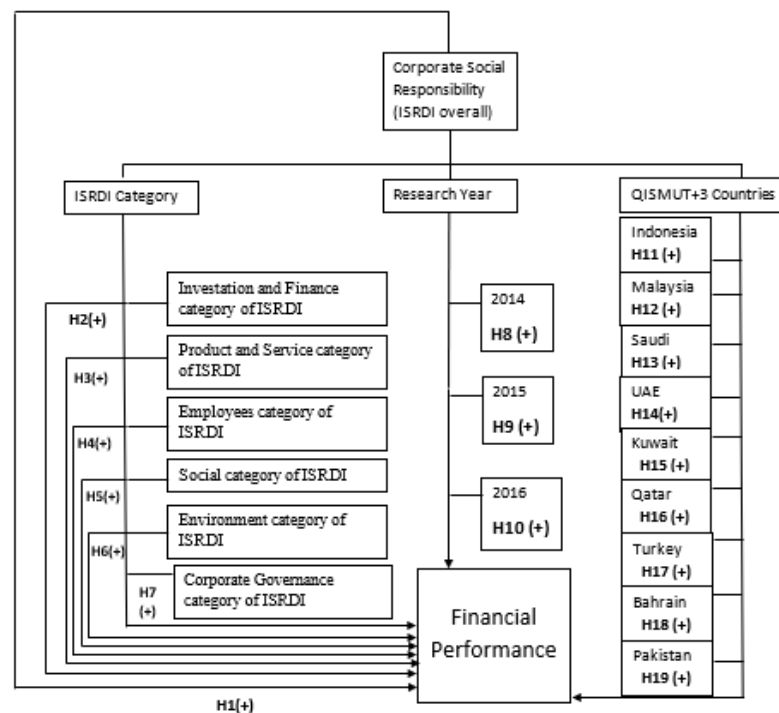 Corporate Social
Responsibility
(ISRDI overall)
ISRDI Category
Research Year
QISMUT+3 Countries
Investation and Finance
category of ISRDI
H2(+)
Product and Service category
of ISRDI
H3(+)
Employees category of
ISRDI
H4(+)
Social category of ISRDI
H5(+)
Environment category of
ISRDI
H6(+)
Corporate Governance
category of ISRDI
H7
(+)
2014
H8 (+)
2015
H9 (+)
2016
H10 (+)
Indonesia
H11 (+)
Malaysia
H12 (+)
Saudi
H13 (+)
UAE
H14(+)
Kuwait
H15 (+)
Qatar
H16 (+)
Turkey
H17 (+)
Bahrain
H18 (+)
Pakistan
H19 (+)
Financial
Performance
H1(+)